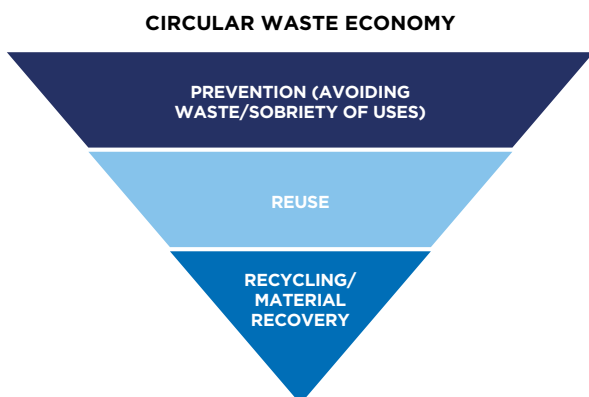 CIRCULAR WASTE ECONOMY
PREVENTION (AVOIDING
WASTE/SOBRIETY OF USES)
REUSE
RECYCLING/
MATERIAL
RECOVERY